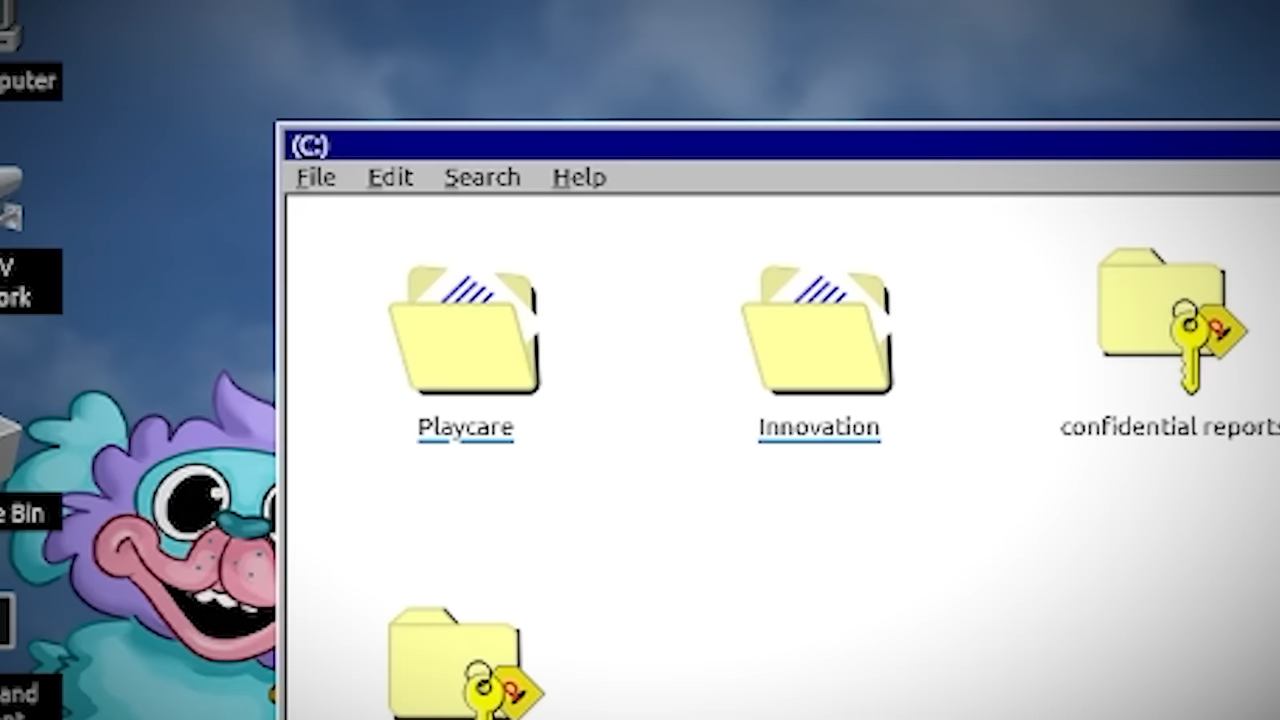 puter
(C:)
File Edit Search Help
V
ork
Playcare
Innovation
confidential reports
e Bin
and